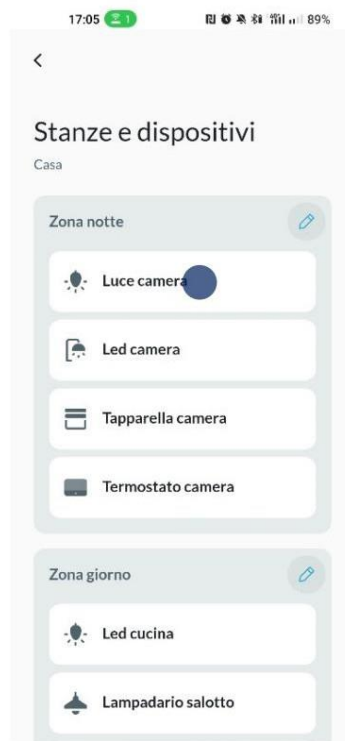 17:05 1 89%
Stanze e dispositivi
Casa
Zona notte
Luce camera
Led camera
Tapparella camera
Termostato camera
Zona giorno
Led cucina
Lampadario salotto